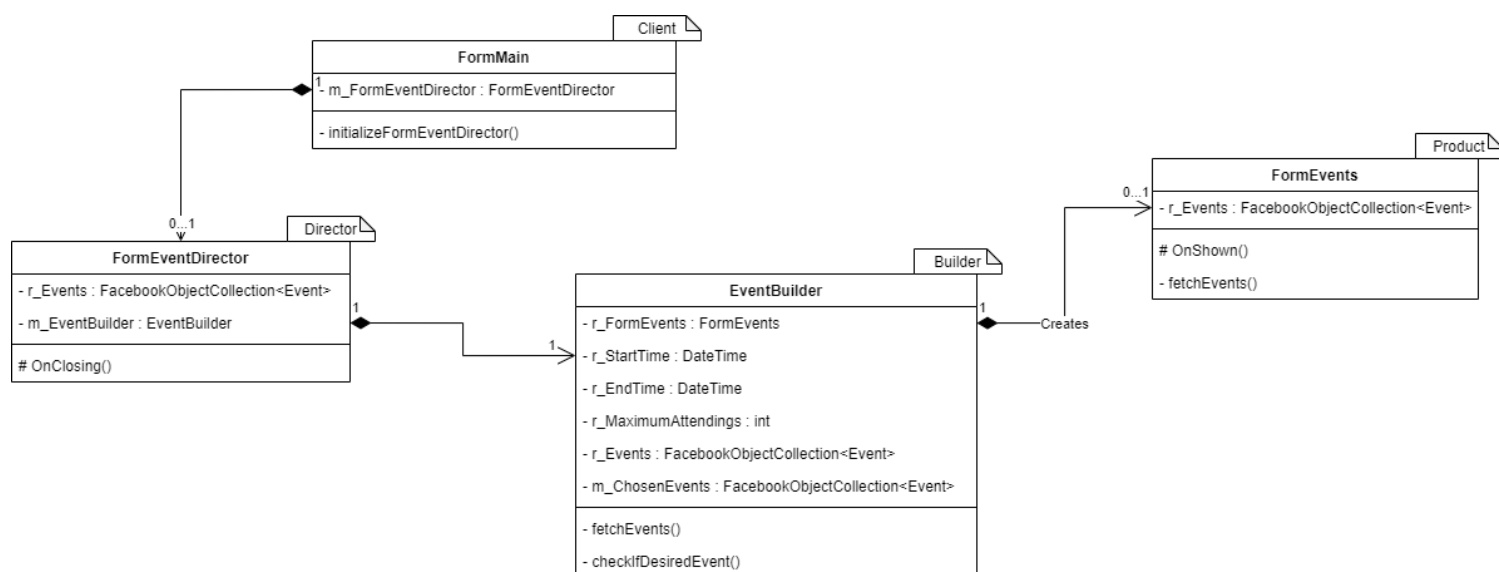 Client
FormMain
1
- m_FormEventDirector : FormEventDirector
- initializeFormEventDirector()
0...1
Director
FormEventDirector
- r_Events : FacebookObjectCollection<Event>
- m_EventBuilder : EventBuilder
# OnClosing()
1
1
Builder
EventBuilder
- r_FormEvents : FormEvents
- r_StartTime : DateTime
- r_EndTime : DateTime
- r_MaximumAttendings : int
- r_Events : FacebookObjectCollection<Event>
- m_ChosenEvents : FacebookObjectCollection<Event>
- fetchEvents()
- checkIfDesiredEvent()
1
Creates
0...1
Product
FormEvents
- r_Events : FacebookObjectCollection<Event>
# OnShown()
- fetchEvents()